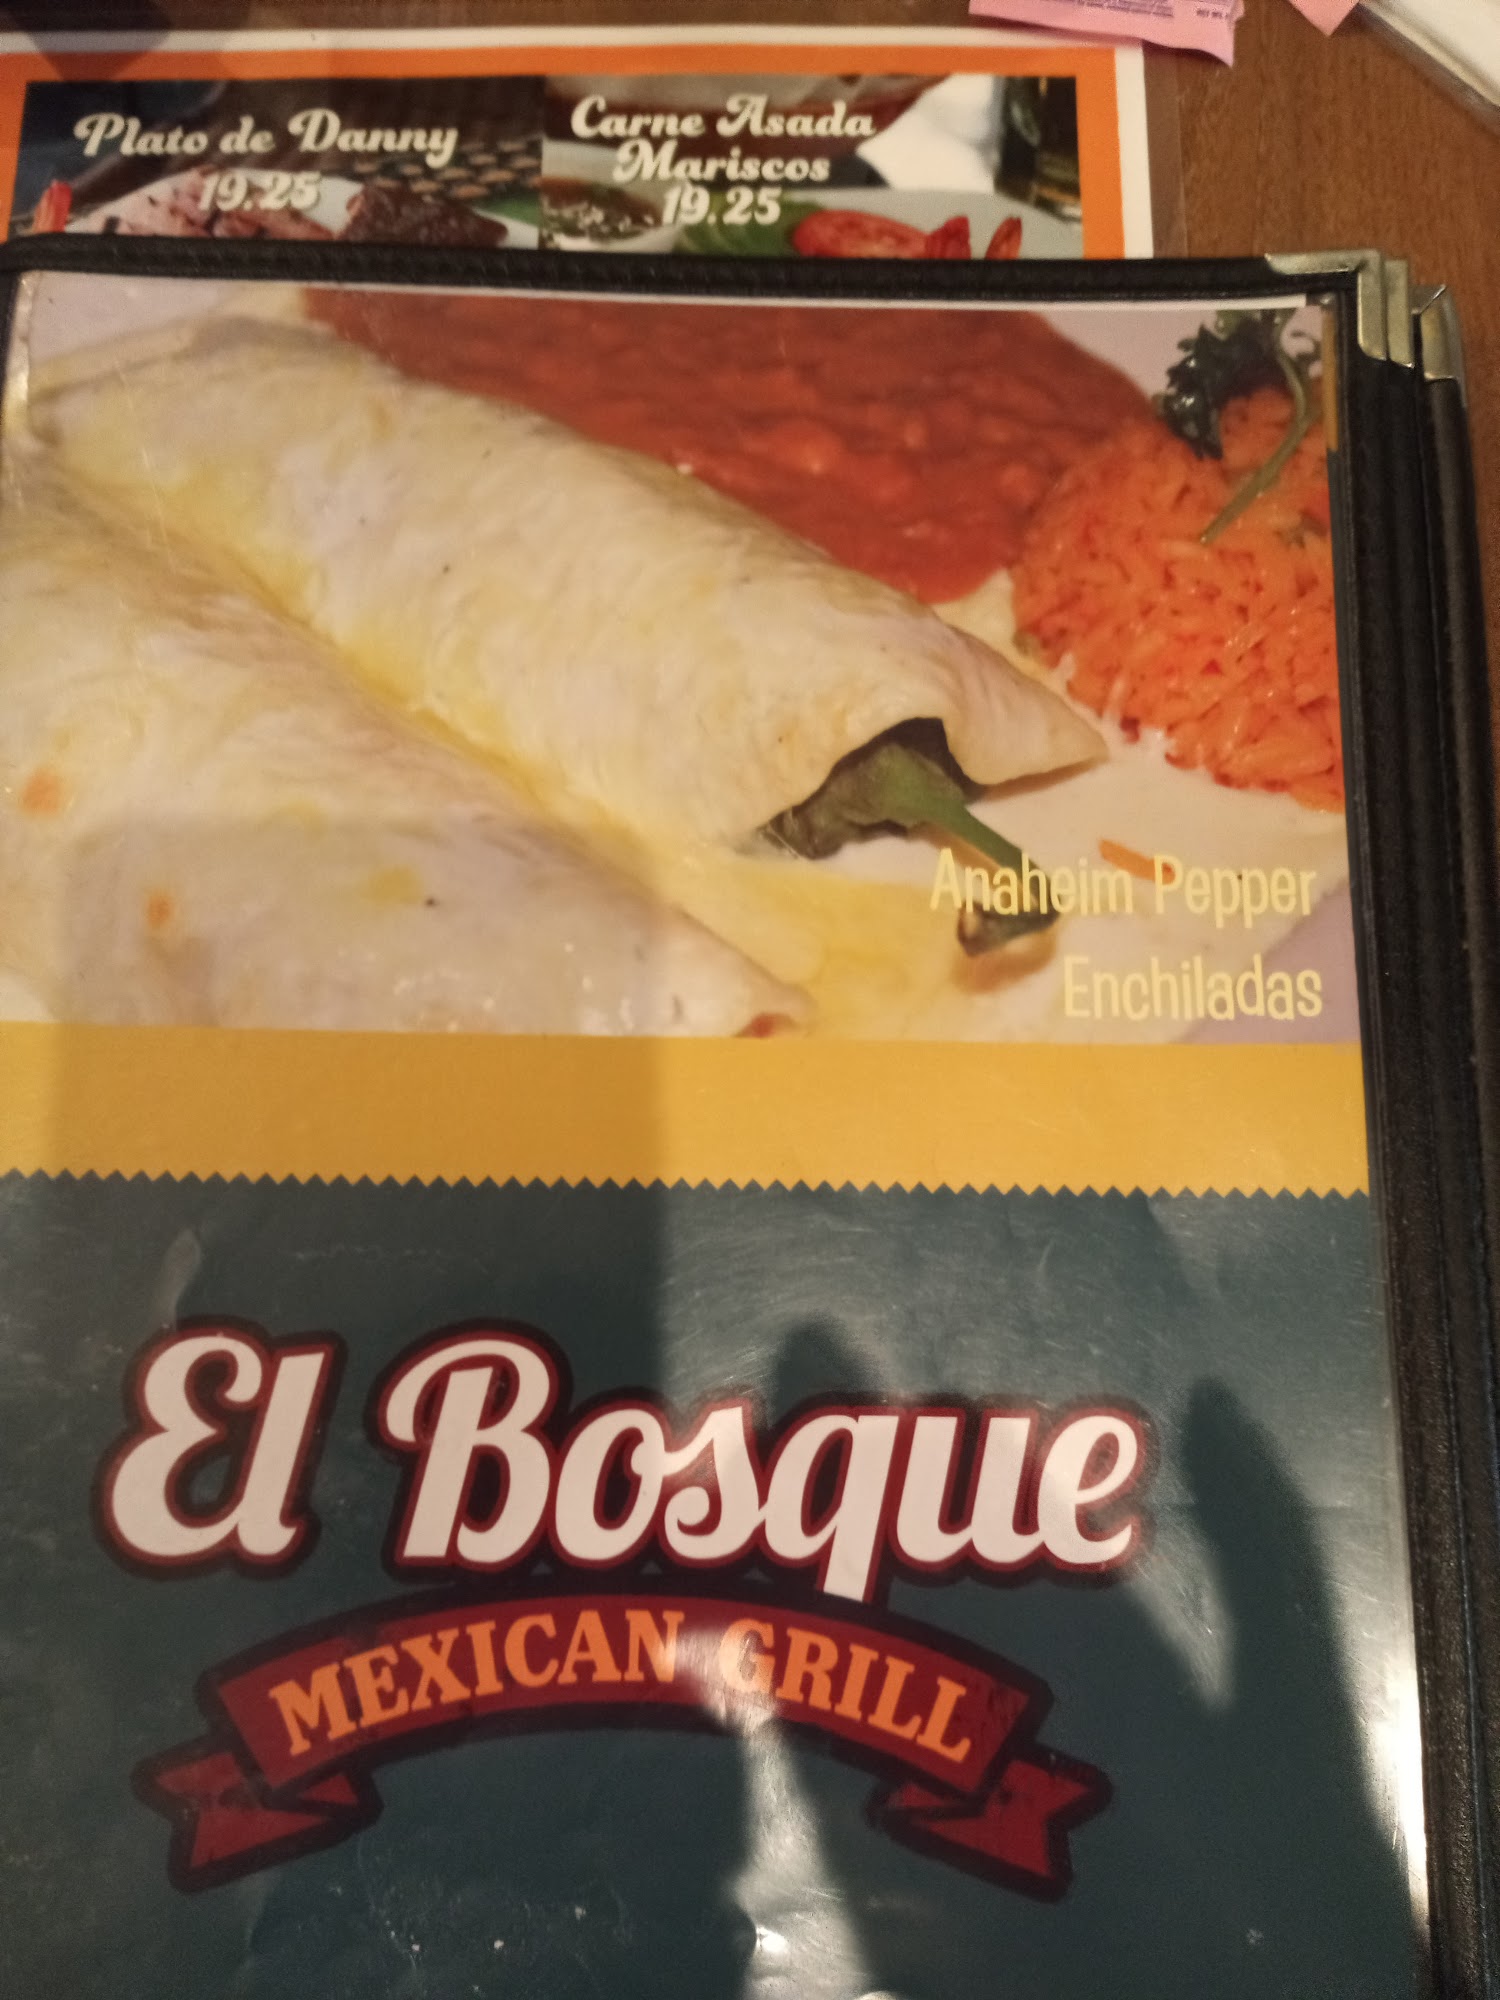 Plato de Danny
19.25
Carne Asada
Mariscos
19.25
Anaheim Pepper
Enchiladas
El Bosque
MEXICAN GRILL